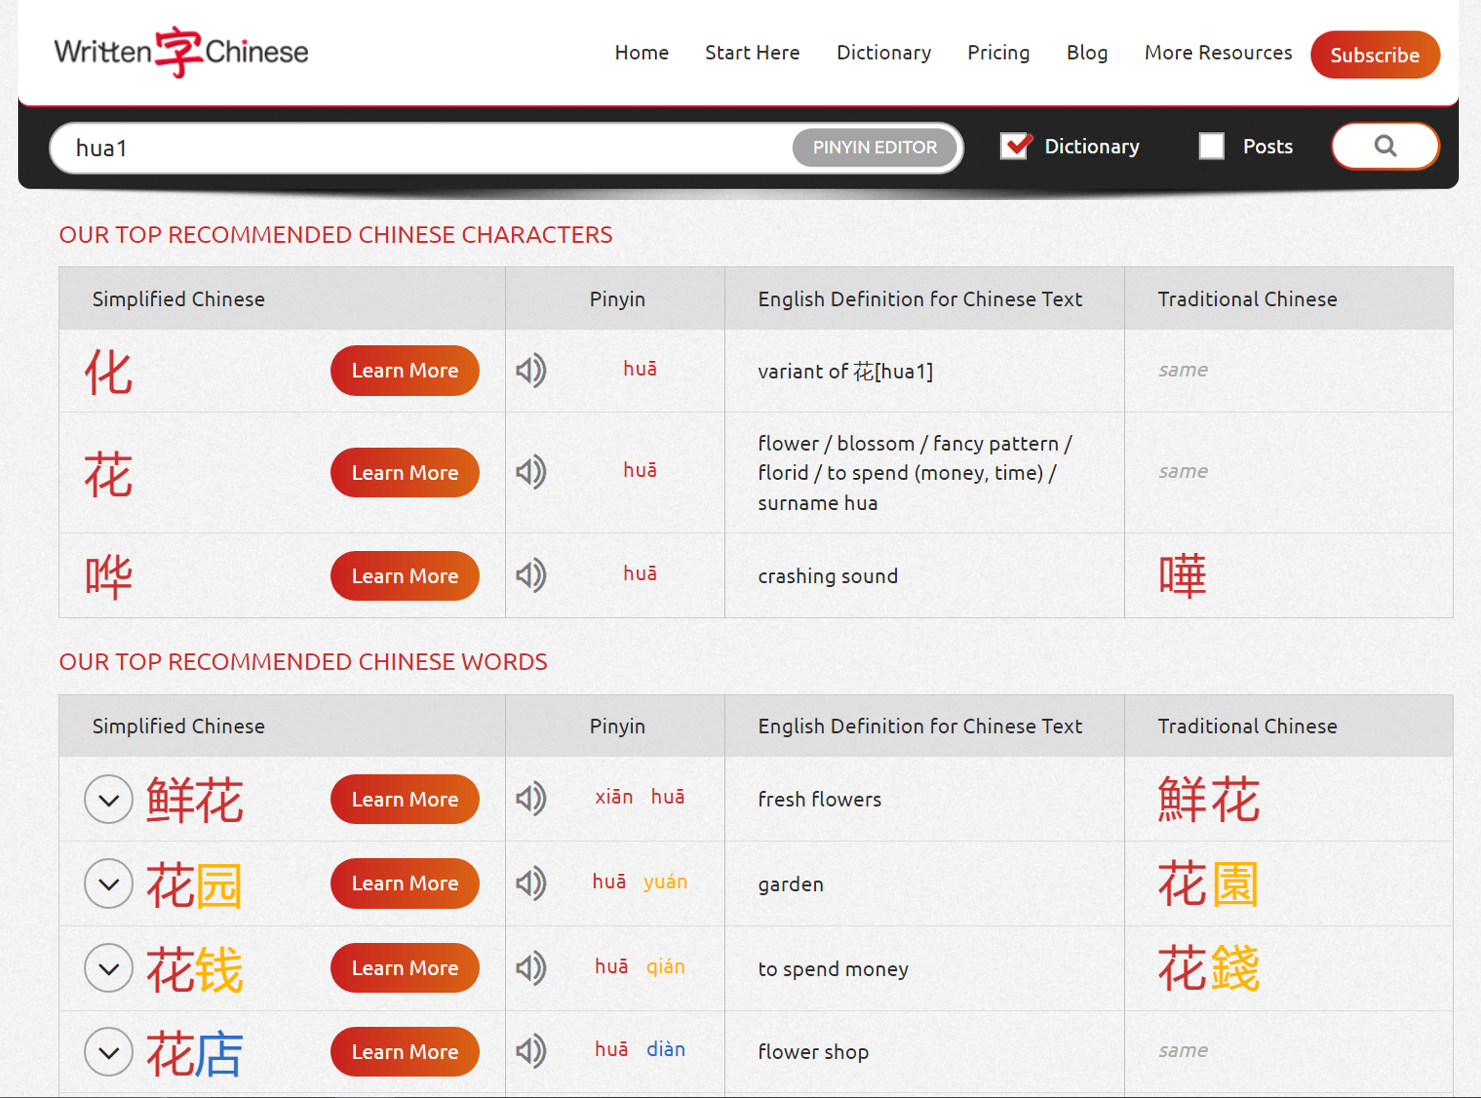 Written字Chinese
Home Start Here Dictionary Pricing Blog More Resources Subscribe
hua1 PINYIN EDITOR Dictionary Posts
OUR TOP RECOMMENDED CHINESE CHARACTERS
Simplified Chinese Pinyin English Definition for Chinese Text Traditional Chinese
化 Learn More huā variant of 花[hua1] same
花 Learn More huā flower / blossom / fancy pattern /
florid / to spend (money, time) /
surname hua
same
哗 Learn More huā crashing sound 嘩
OUR TOP RECOMMENDED CHINESE WORDS
Simplified Chinese Pinyin English Definition for Chinese Text Traditional Chinese
鲜花 Learn More xiān huā fresh flowers 鮮花
花园 Learn More huā yuán garden 花園
花钱 Learn More huā qián to spend money 花錢
花店 Learn More huā diàn flower shop same